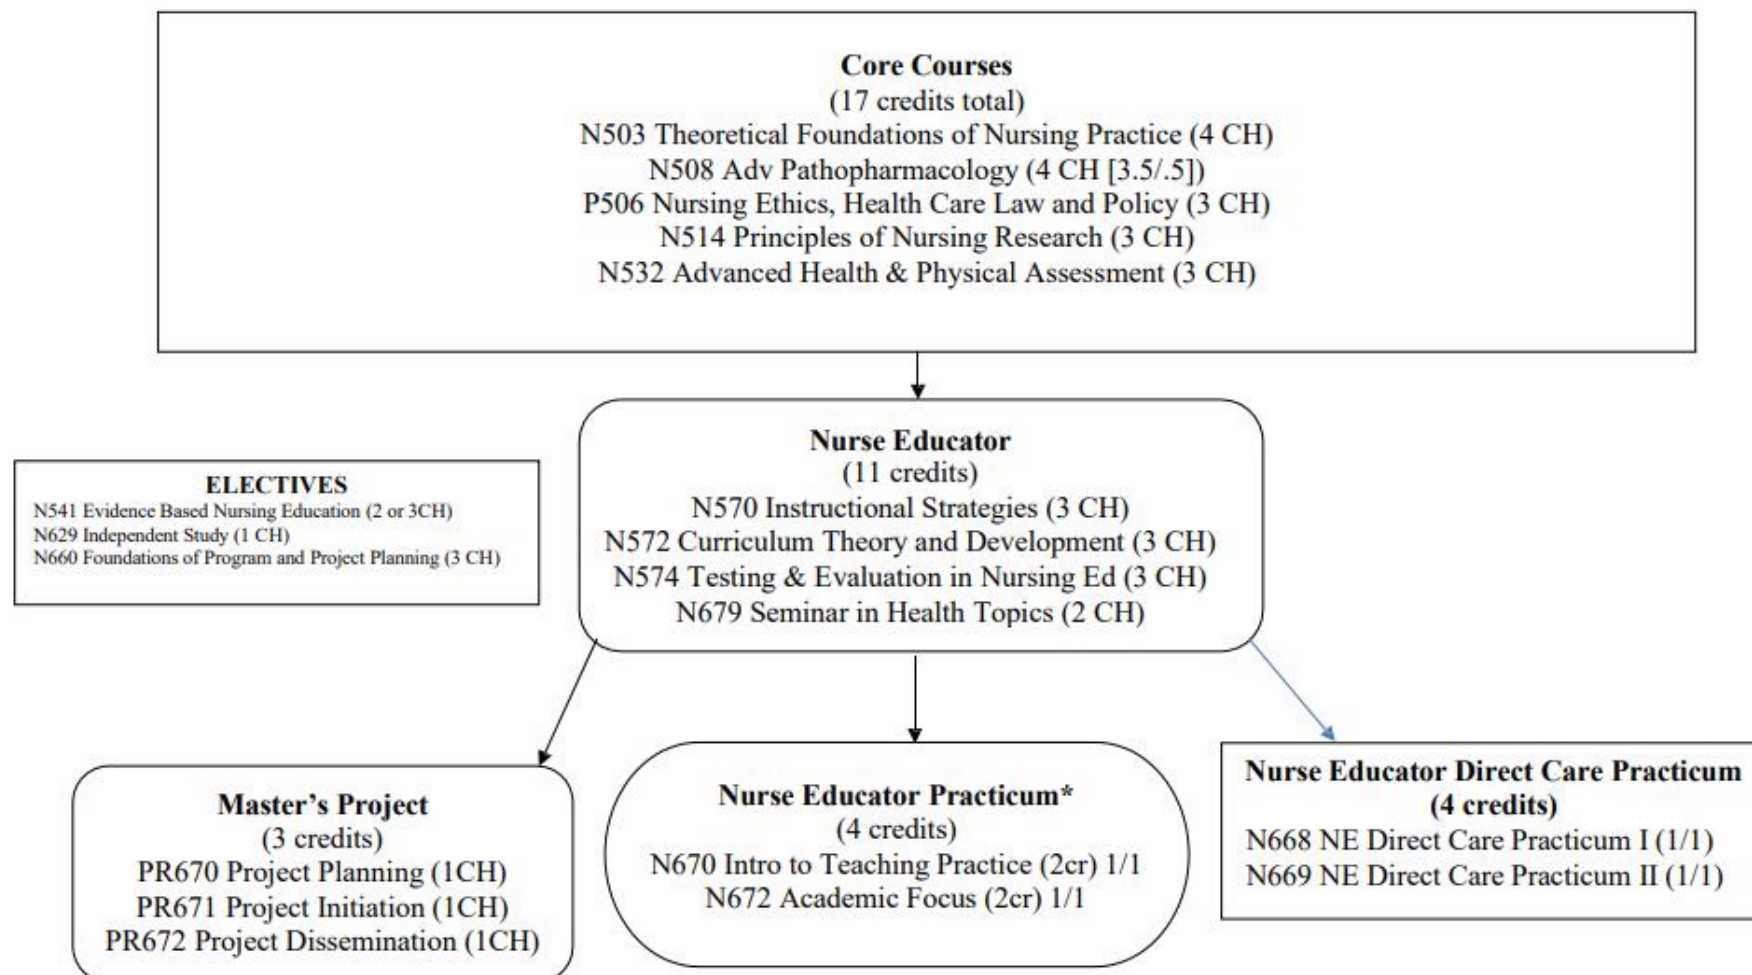 Core Courses
(17 credits total)
N503 Theoretical Foundations of Nursing Practice (4 CH)
N508 Adv Pathopharmacology (4 CH [3.5/.5])
P506 Nursing Ethics, Health Care Law and Policy (3 CH)
N514 Principles of Nursing Research (3 CH)
N532 Advanced Health & Physical Assessment (3 CH)
ELECTIVES
N541 Evidence Based Nursing Education (2 or 3CH)
N629 Independent Study (1 CH)
N660 Foundations of Program and Project Planning (3 CH)
Nurse Educator
(11 credits)
N570 Instructional Strategies (3 CH)
N572 Curriculum Theory and Development (3 CH)
N574 Testing & Evaluation in Nursing Ed (3 CH)
N679 Seminar in Health Topics (2 CH)
Master’s Project
(3 credits)
PR670 Project Planning (1CH)
PR671 Project Initiation (1CH)
PR672 Project Dissemination (1CH)
Nurse Educator Practicum*
(4 credits)
N670 Intro to Teaching Practice (2cr) 1/1
N672 Academic Focus (2cr) 1/1
Nurse Educator Direct Care Practicum
(4 credits)
N668 NE Direct Care Practicum I (1/1)
N669 NE Direct Care Practicum II (1/1)